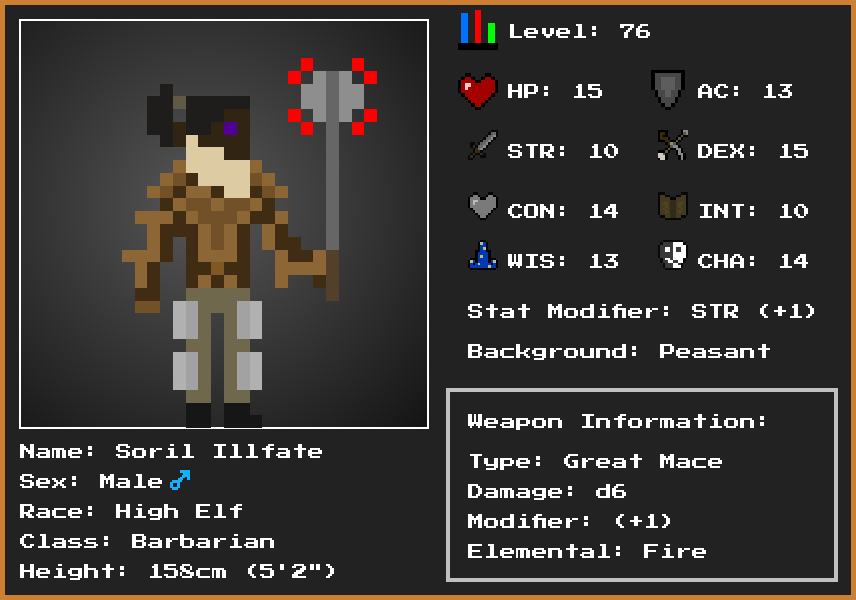 Level: 76
HP: 15
AC: 13
STR: 10
DEX: 15
CON: 14
INT: 10
WIS: 13
CHA: 14
Stat Modifier: STR (+1)
Background: Peasant
Weapon Information:
Type: Great Mace
Damage: d6
Modifier: (+1)
Elemental: Fire
Name: Soril Illfate
Sex: Male♂
Race: High Elf
Class: Barbarian
Height: 158cm (5'2")